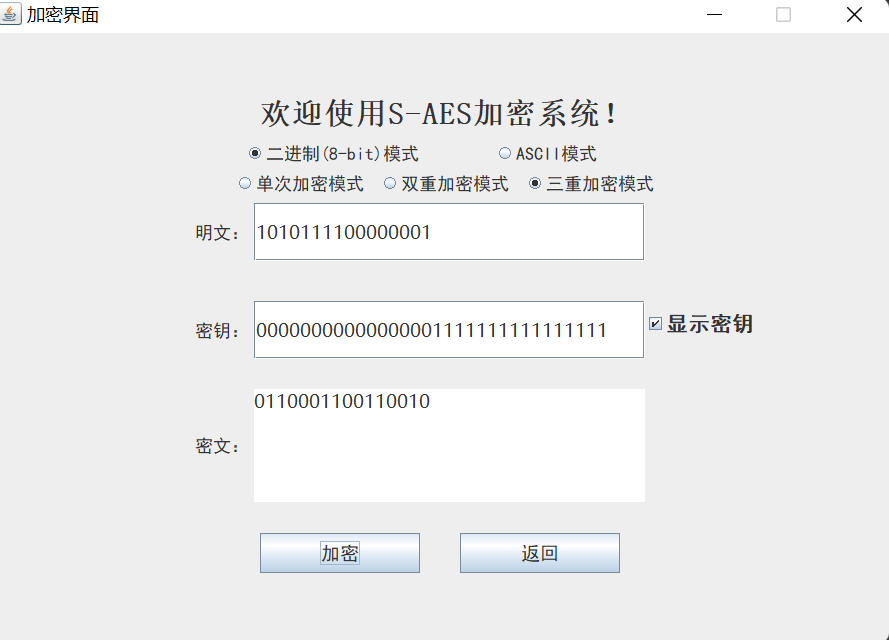 加密界面
欢迎使用S-AES加密系统!
二进制(8-bit)模式 ASCII模式
单次加密模式 双重加密模式 三重加密模式
明文: 1010111100000001
密钥: 00000000000000001111111111111111 显示密钥
密文: 0110001100110010
加密 返回